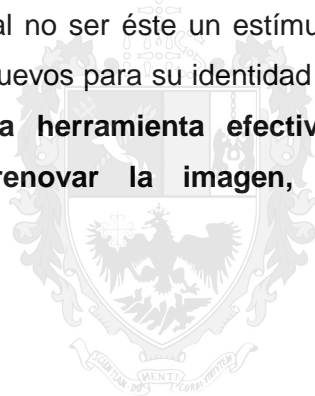 al no ser éste un estímu
uevos para su identidad
a herramienta efectiv
renovar la imagen,